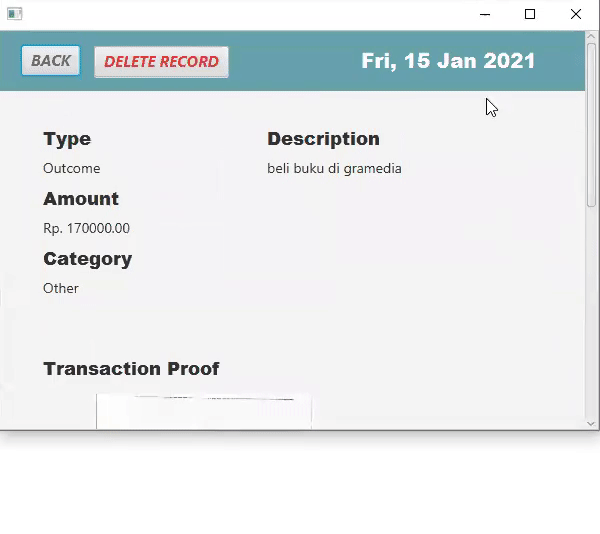 BACK DELETE RECORD Fri, 15 Jan 2021
Type
Outcome
Amount
Rp. 170000.00
Category
Other
Description
beli buku di gramedia
Transaction Proof